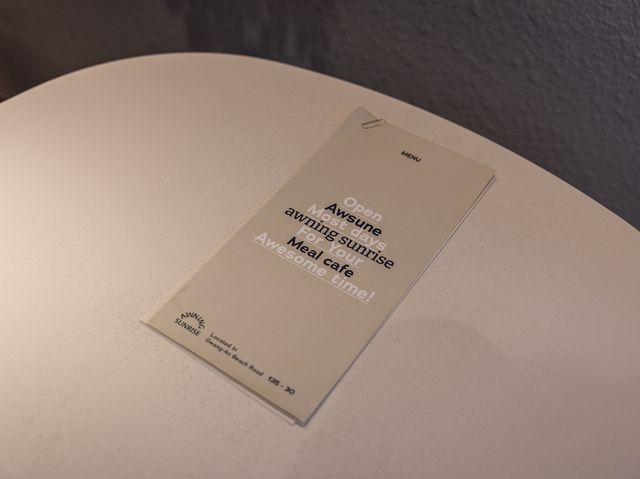 MENU
Open
Awsune
Most days
awning sunrise
For Your
Meal cafe
Awesome time!
AWNING
SUNRISE
Located in
Gwang-An Beach Road 135 - 30